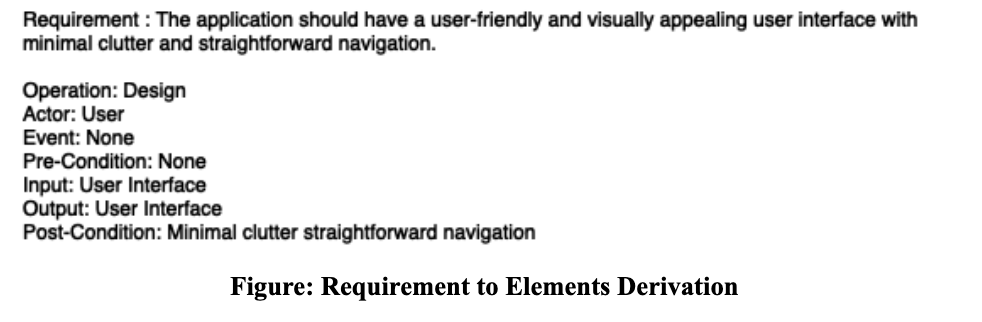 Requirement : The application should have a user-friendly and visually appealing user interface with
minimal clutter and straightforward navigation.
Operation: Design
Actor: User
Event: None
Pre-Condition: None
Input: User Interface
Output: User Interface
Post-Condition: Minimal clutter straightforward navigation
Figure: Requirement to Elements Derivation